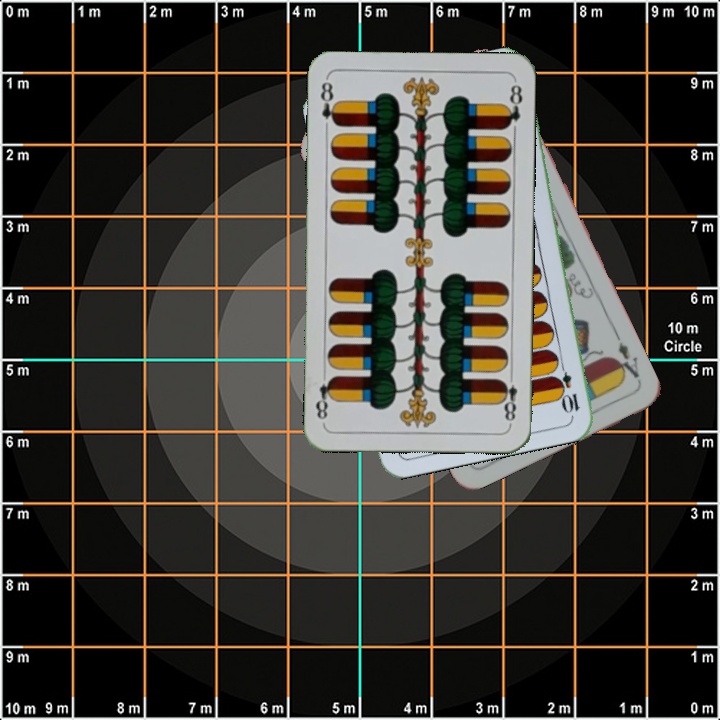 0 m 1 m 2 m 3 m 4 m 5 m 6 m 7 m 8 m 9 m 10 m
1 m 9 m
8 8
2 m 8 m
3 m 7 m
4 m 6 m
10 m
Circle
5 m 5 m
A
10
8 8
6 m 4 m
7 m 3 m
8 m 2 m
9 m 1 m
10 m 9 m 8 m 7 m 6 m 5 m 4 m 3 m 2 m 1 m 0 m